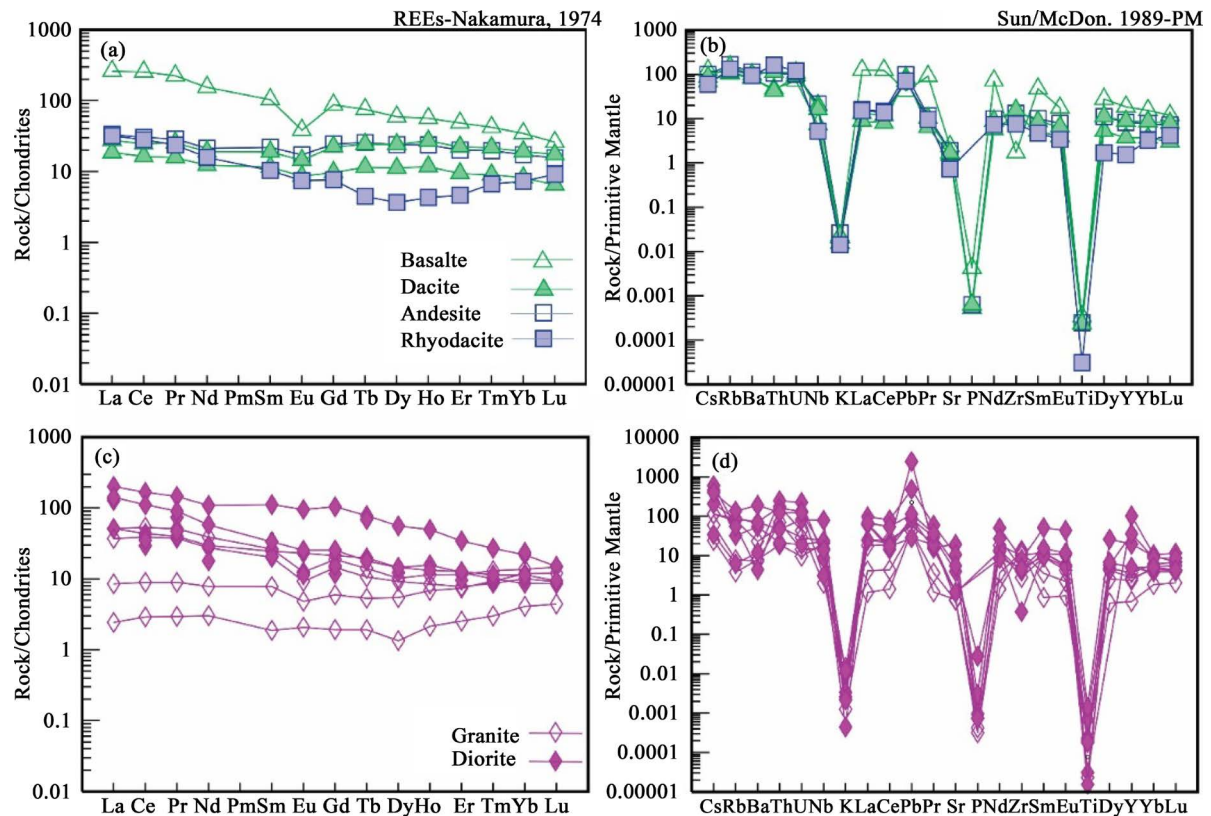 REEs-Nakamura, 1974
Sun/McDon. 1989-PM
(a)
Rock/Chondrites
1000
100
10
1
0.1
0.01
Basalte
Dacite
Andesite
Rhyodacite
La Ce Pr Nd PmSm Eu Gd Tb Dy Ho Er TmYb Lu
(b)
Rock/Primitive Mantle
1000
100
10
1
0.1
0.01
0.001
0.0001
0.00001
CsRbBaThUNb KLaCePbPr Sr PNdZrSmEuTiDyYYbLu
(c)
Rock/Chondrites
1000
100
10
1
0.1
0.01
Granite
Diorite
La Ce Pr Nd PmSm Eu Gd Tb DyHo Er TmYb Lu
(d)
Rock/Primitive Mantle
10000
1000
100
10
1
0.1
0.01
0.001
0.0001
0.00001
CsRbBaThUNb KLaCePbPr Sr PNdZrSmEuTiDyYYbLu